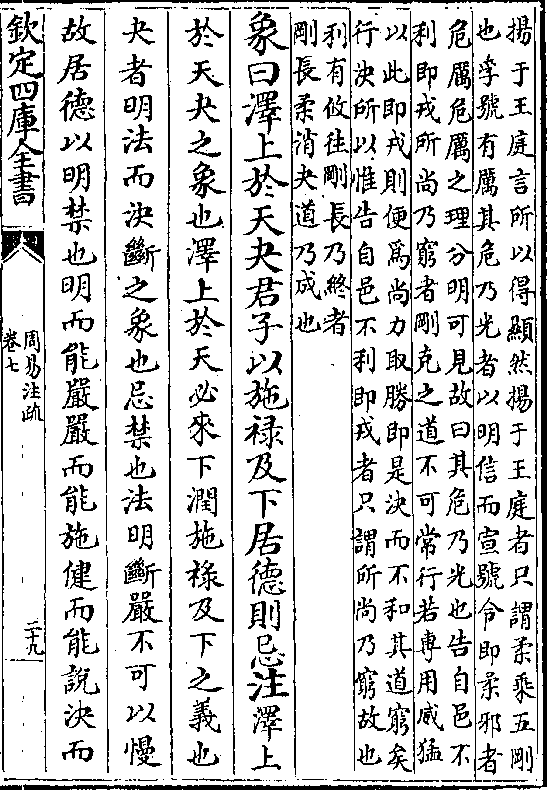 揚于王庭言所以得顯然揚于王庭者只謂柔乘五剛
也孚號有厲其危乃光者以明信而宣號令即柔邪者
危厲危厲之理分明可見故曰其危乃光也告自邑不
利即戎所尚乃窮者剛克之道不可常行若專用威猛
以此即戎則便為尚力取勝即是決而不和其道窮矣
行決所以惟告自邑不利即戎者只謂所尚乃窮故也
利有攸往剛長乃終者
剛長柔消夬道乃成也
象曰澤上於天夬君子以施禄及下居德則忌注澤上
於天夬之象也澤上於天必來下潤施祿及下之義也
夬者明法而決斷之象也忌禁也法明斷嚴不可以慢
故居德以明禁也明而能嚴嚴而能施健而能說決而
欽定四庫全書
周易注疏
卷七
二十九